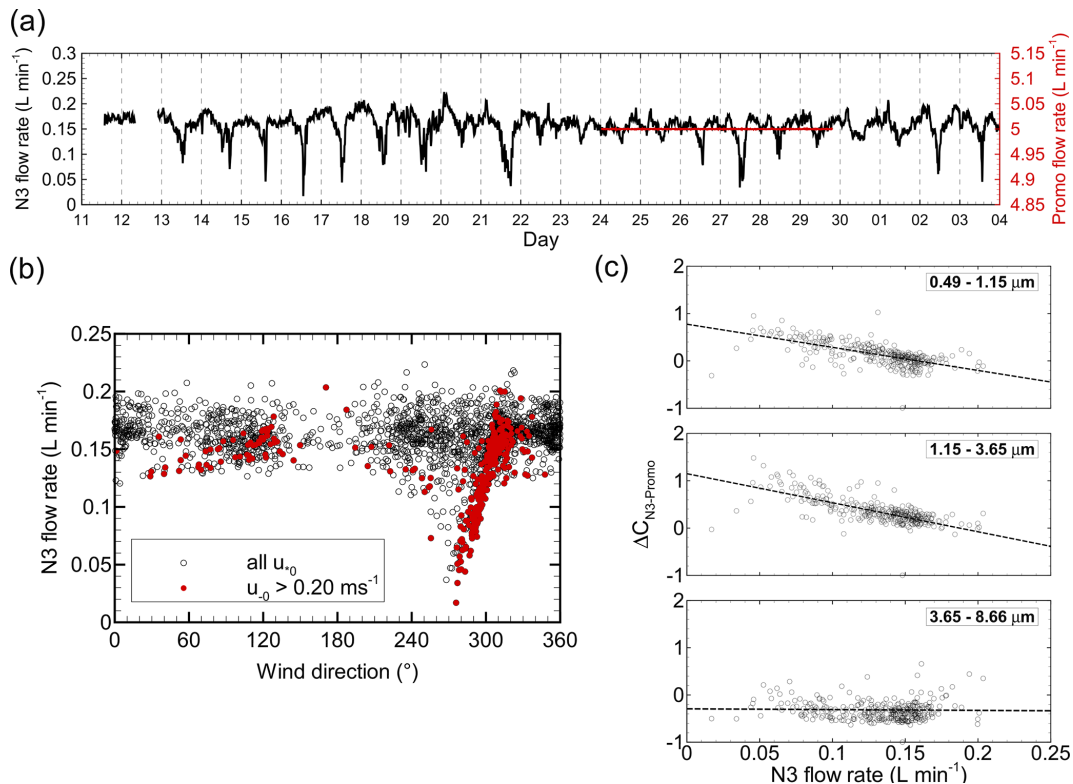 (a)
N3 flow rate (L min⁻¹)
0.3
0.25
0.2
0.15
0.1
0.05
0
5.15
5.1
5.05
5
4.95
4.9
4.85
Promo flow rate (L min⁻¹)
11 12 13 14 15 16 17 18 19 20 21 22 23 24 25 26 27 28 29 30 01 02 03 04
Day
(b)
N3 flow rate (L min⁻¹)
0.25
0.2
0.15
0.1
0.05
0
all u*0
u*0 > 0.20 ms⁻¹
0 60 120 180 240 300 360
Wind direction (°)
(c)
ΔC N3-Promo
2
1
0
-1
0.49 - 1.15 μm
2
1
0
-1
1.15 - 3.65 μm
2
1
0
-1
3.65 - 8.66 μm
0 0.05 0.1 0.15 0.2 0.25
N3 flow rate (L min⁻¹)